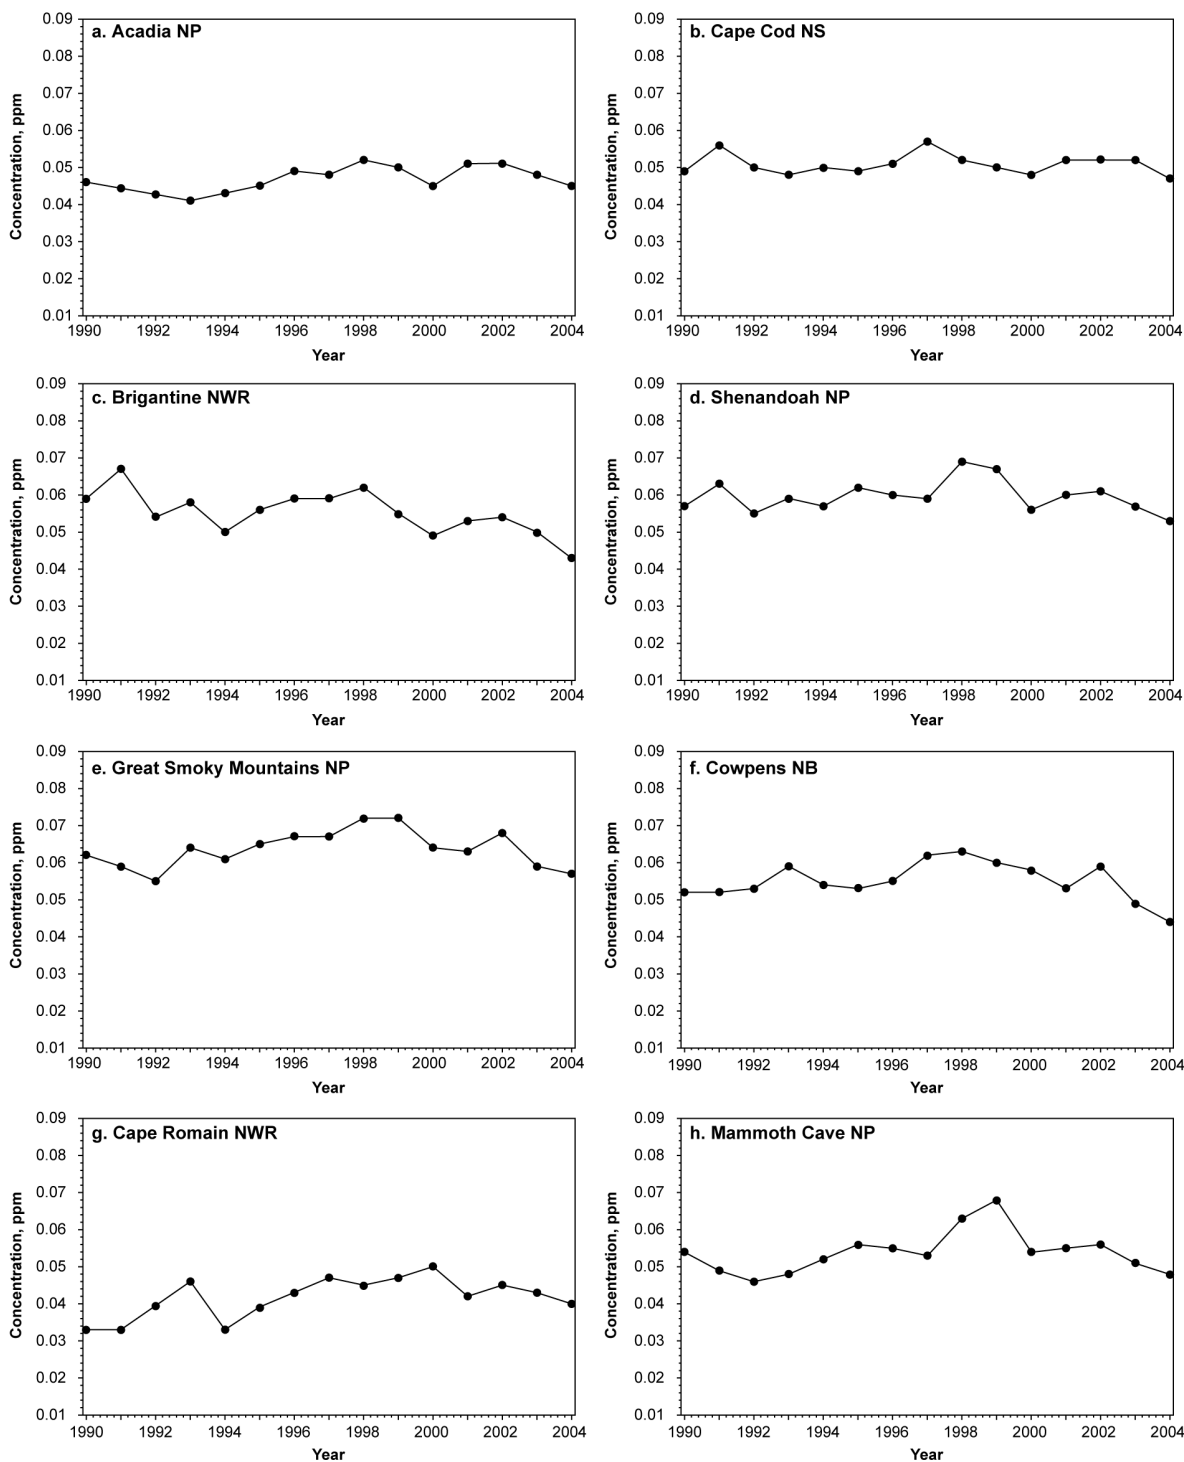 a. Acadia NP
0.09
0.08
0.07
0.06
0.05
0.04
0.03
0.02
0.01
Concentration, ppm
1990 1992 1994 1996 1998 2000 2002 2004
Year
b. Cape Cod NS
0.09
0.08
0.07
0.06
0.05
0.04
0.03
0.02
0.01
Concentration, ppm
1990 1992 1994 1996 1998 2000 2002 2004
Year
c. Brigantine NWR
0.09
0.08
0.07
0.06
0.05
0.04
0.03
0.02
0.01
Concentration, ppm
1990 1992 1994 1996 1998 2000 2002 2004
Year
d. Shenandoah NP
0.09
0.08
0.07
0.06
0.05
0.04
0.03
0.02
0.01
Concentration, ppm
1990 1992 1994 1996 1998 2000 2002 2004
Year
e. Great Smoky Mountains NP
0.09
0.08
0.07
0.06
0.05
0.04
0.03
0.02
0.01
Concentration, ppm
1990 1992 1994 1996 1998 2000 2002 2004
Year
f. Cowpens NB
0.09
0.08
0.07
0.06
0.05
0.04
0.03
0.02
0.01
Concentration, ppm
1990 1992 1994 1996 1998 2000 2002 2004
Year
g. Cape Romain NWR
0.09
0.08
0.07
0.06
0.05
0.04
0.03
0.02
0.01
Concentration, ppm
1990 1992 1994 1996 1998 2000 2002 2004
Year
h. Mammoth Cave NP
0.09
0.08
0.07
0.06
0.05
0.04
0.03
0.02
0.01
Concentration, ppm
1990 1992 1994 1996 1998 2000 2002 2004
Year